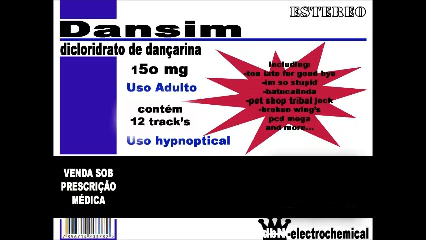 Dansim
ESTEREO
dicloridrato de dançarina
150 mg
Uso Adulto
contém
12 track's
Uso hypnoptical
including:
-too late for good bye
-im so stupid
-batucalinda
-pet shop tribal jack
-broken wing's
pcd mega
and more...
VENDA SOB
PRESCRIÇÃO
MÉDICA
dbN-electrochemical